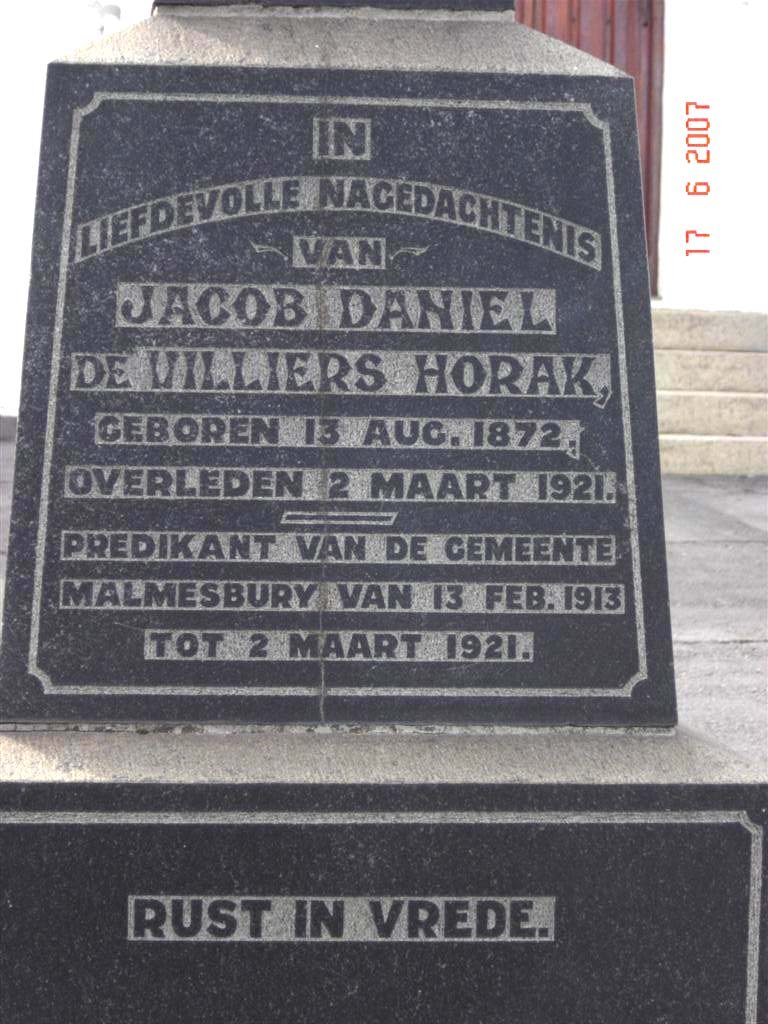 IN
LIEFDEVOLLE NAGEDACHTENIS
VAN
JACOB DANIEL
DE VILLIERS HORAK,
GEBOREN 13 AUG. 1872,
OVERLEDEN 2 MAART 1921.
PREDIKANT VAN DE GEMEENTE
MALMESBURY VAN 13 FEB. 1913
TOT 2 MAART 1921.
RUST IN VREDE.
17 6 2007